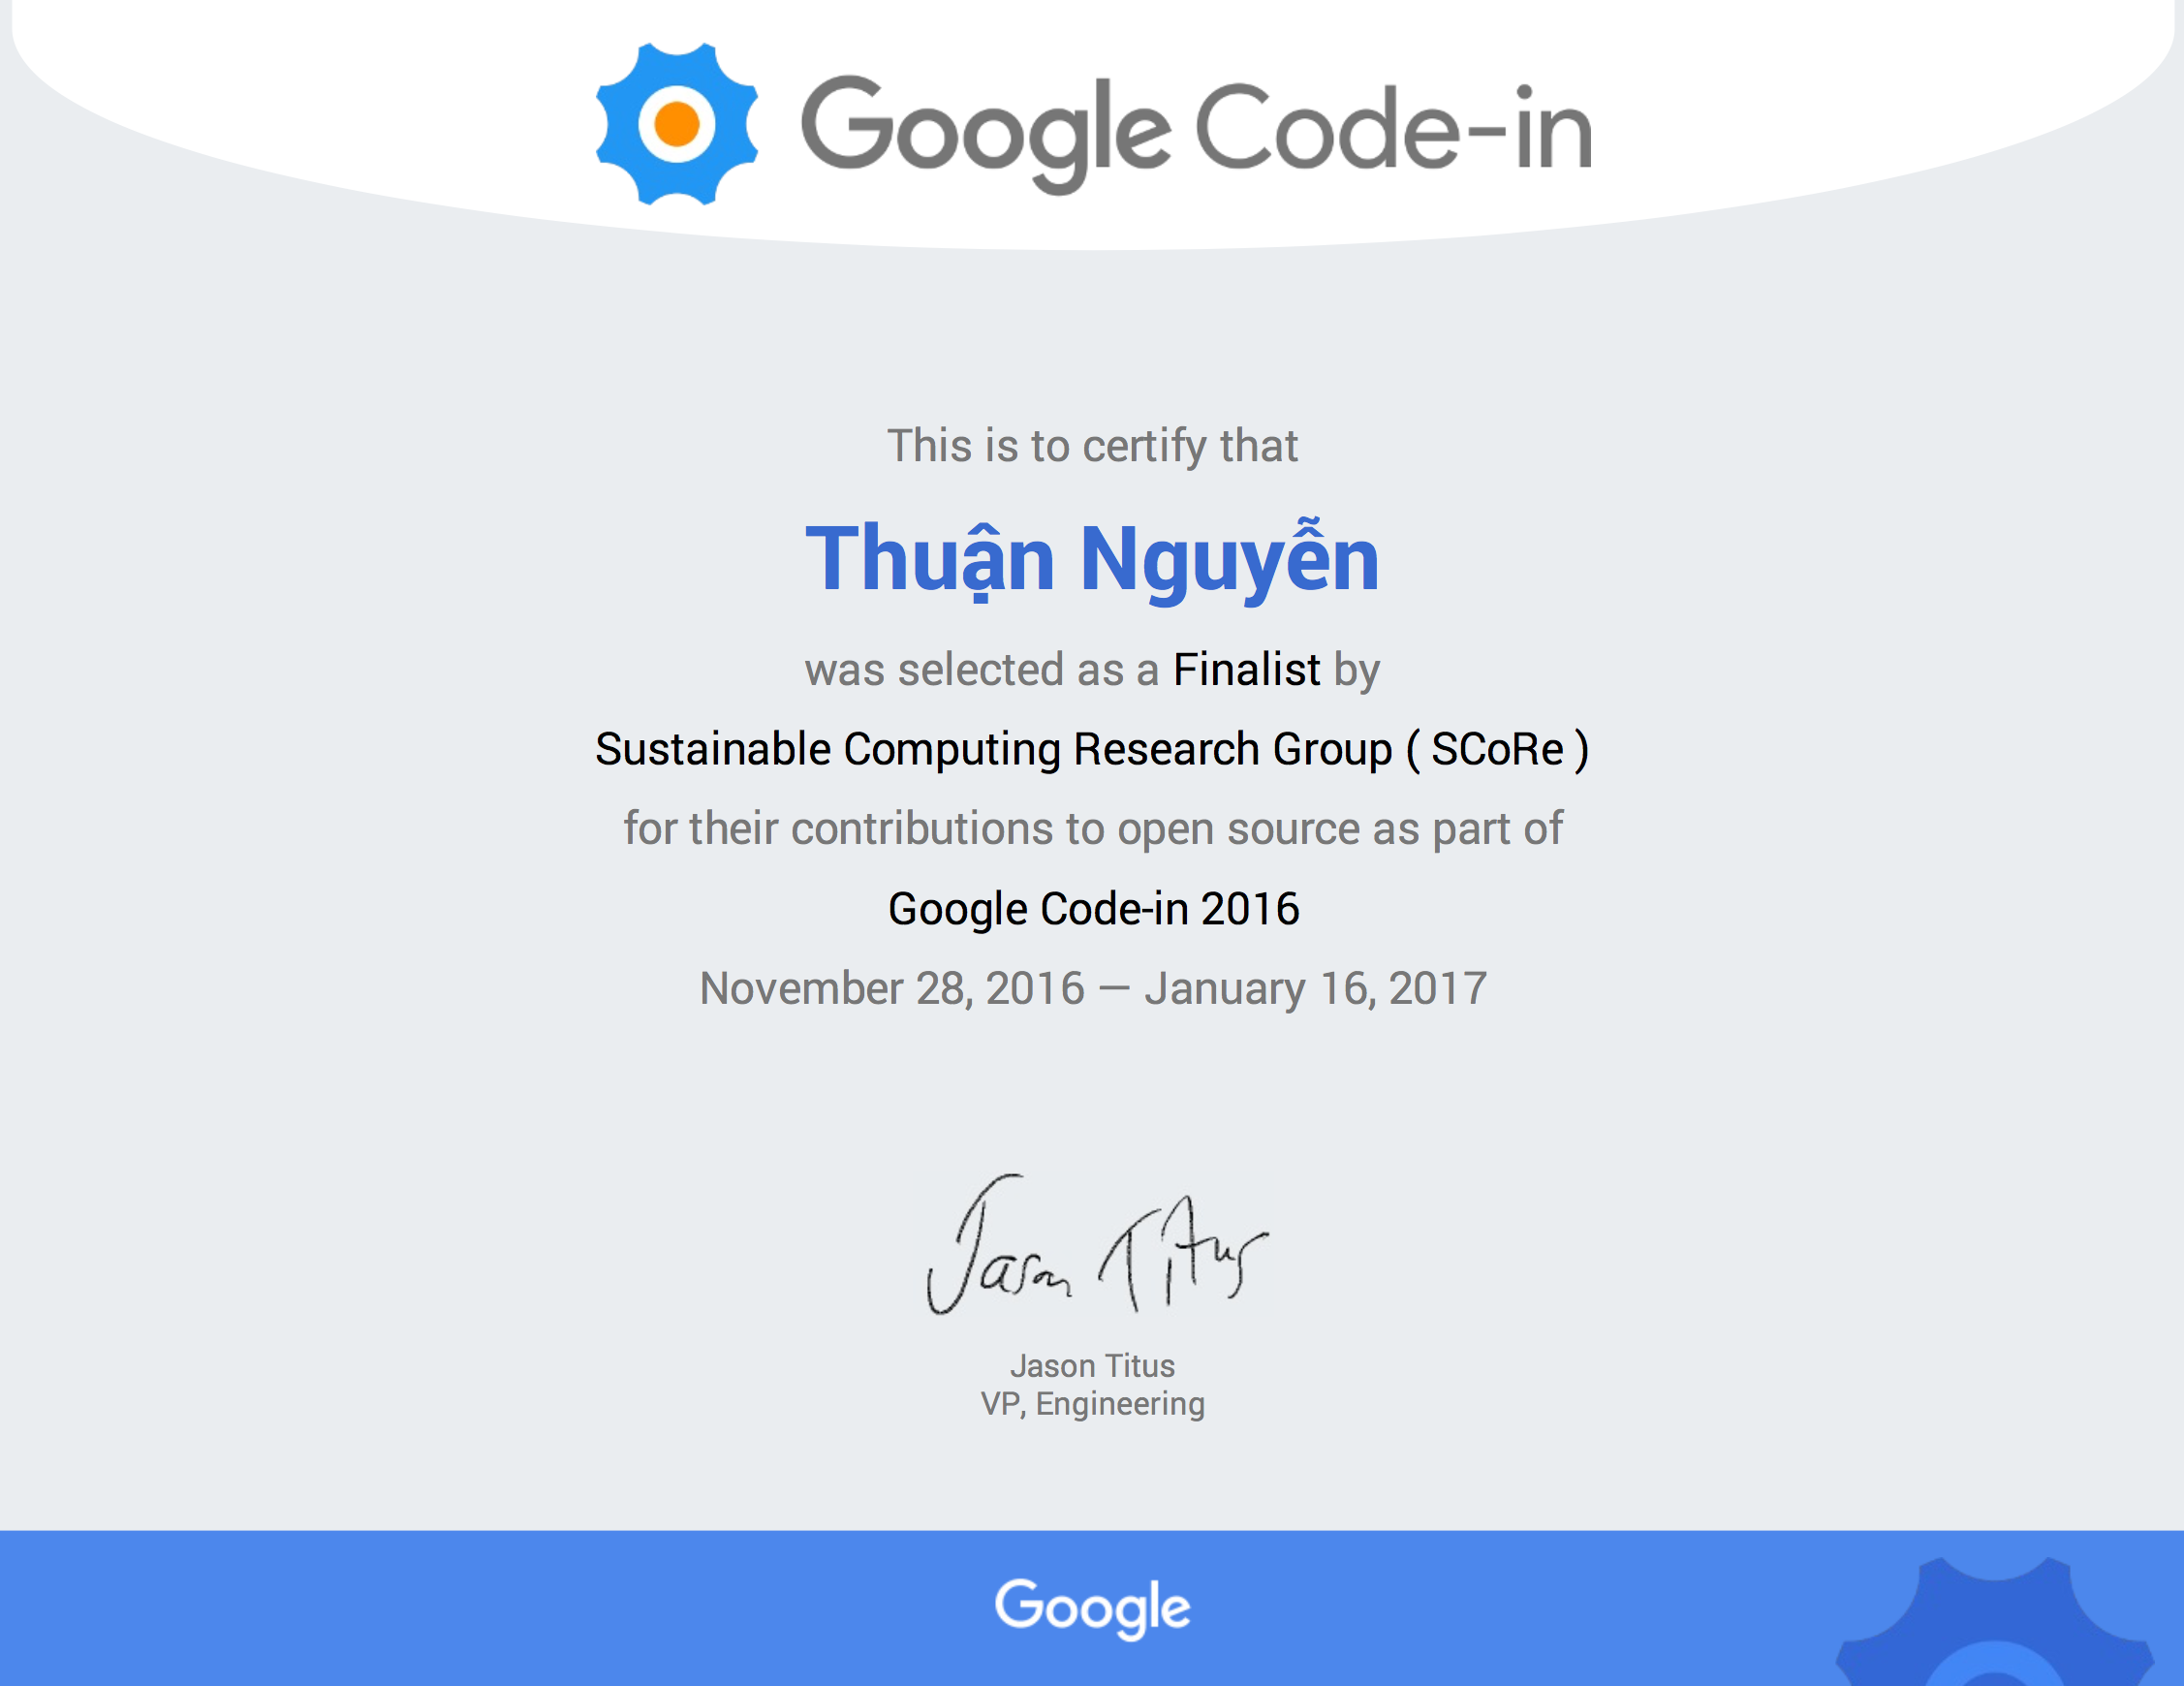 Google Code-in
This is to certify that
Thuận Nguyễn
was selected as a Finalist by
Sustainable Computing Research Group ( SCoRe )
for their contributions to open source as part of
Google Code-in 2016
November 28, 2016 — January 16, 2017
Jason Titus
Jason Titus
VP, Engineering
Google